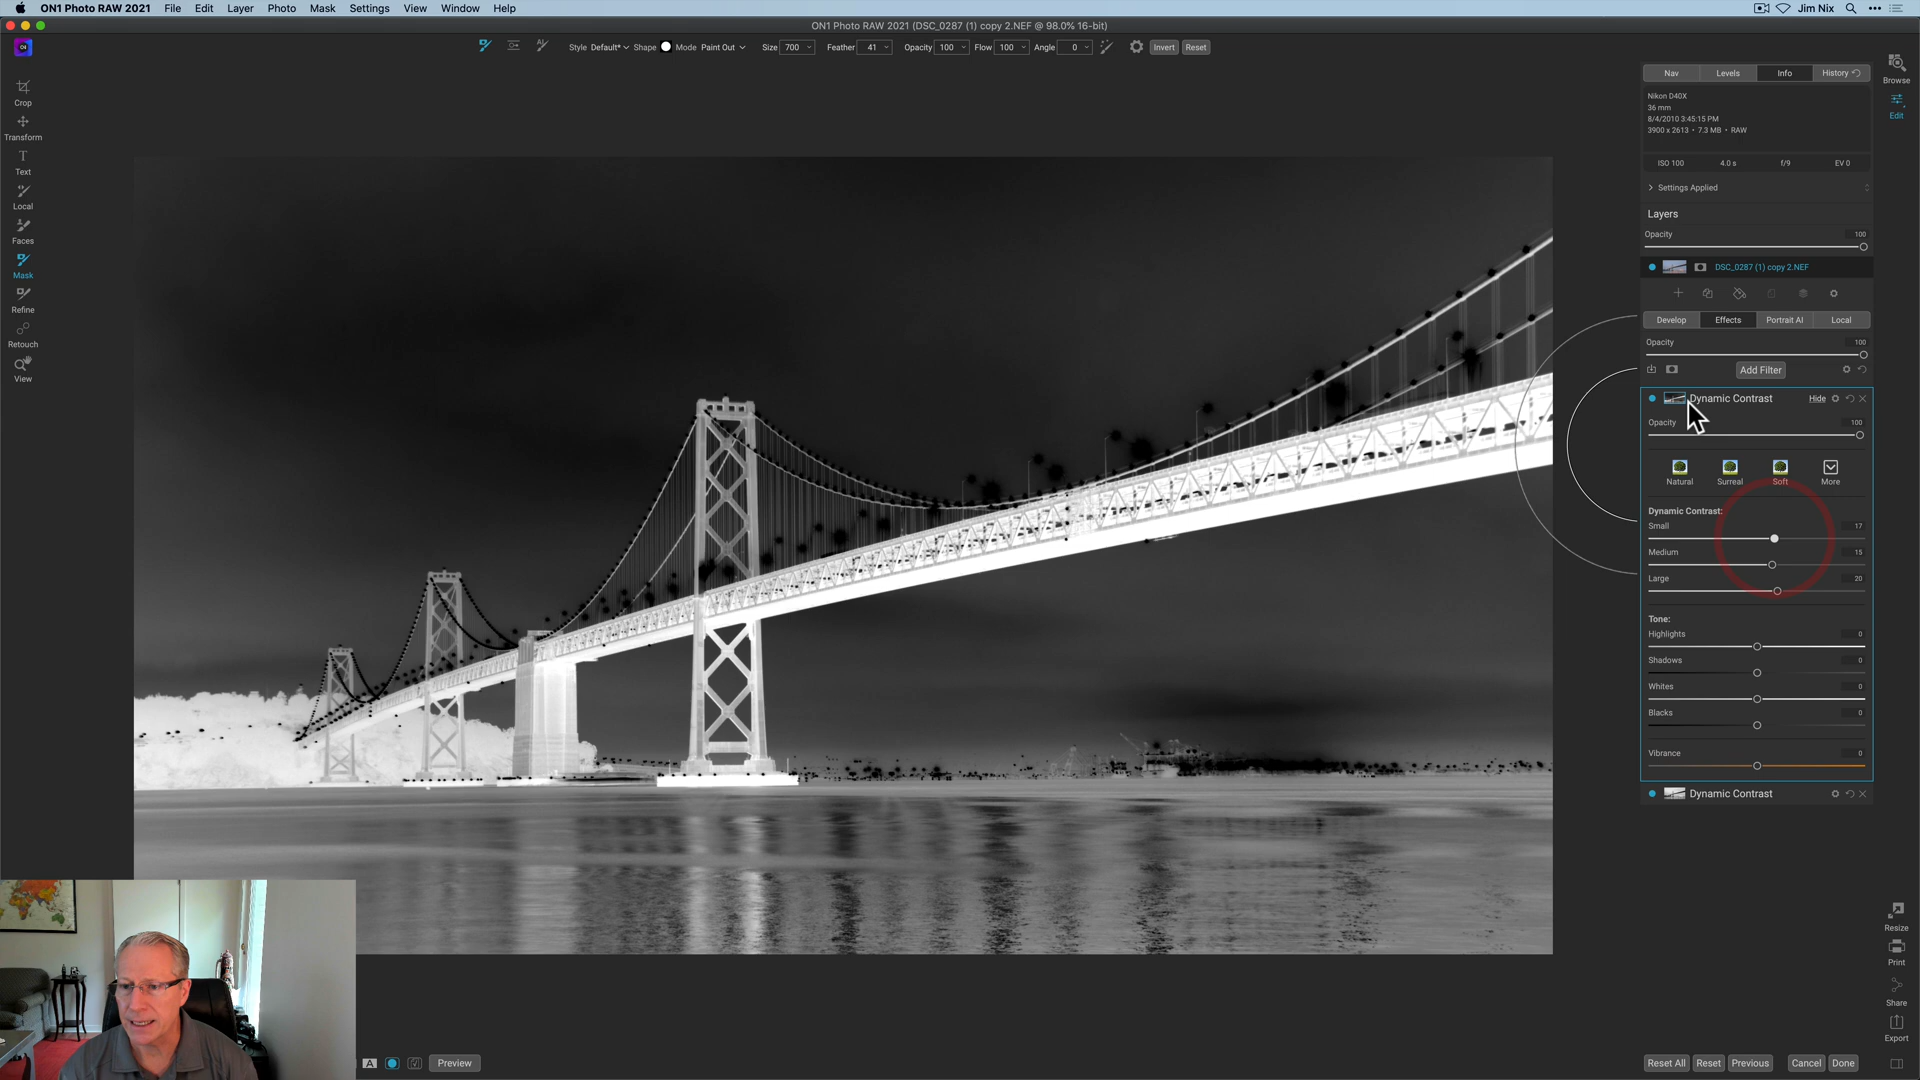 ON1 Photo RAW 2021 File Edit Layer Photo Mask Settings View Window Help Jim Nix
ON1 Photo RAW 2021 (DSC_0287 (1) copy 2.NEF @ 98.0% 16-bit)
Style Default* Shape Mode Paint Out Size 700 Feather 41 Opacity 100 Flow 100 Angle 0 Invert Reset
Crop
Transform
Text
Local
Faces
Mask
Refine
Retouch
View
Nav Levels Info History
Nikon D40X
36 mm
8/4/2010 3:45:15 PM
3900 x 2613 • 7.3 MB • RAW
ISO 100 4.0 s f/9 EV 0
Settings Applied
Layers
Opacity 100
DSC_0287 (1) copy 2.NEF
Develop Effects Portrait AI Local
Opacity 100
Add Filter
Dynamic Contrast Hide
Opacity 100
Natural Surreal Soft More
Dynamic Contrast:
Small 17
Medium 15
Large 20
Tone:
Highlights 0
Shadows 0
Whites 0
Blacks 0
Vibrance 0
Dynamic Contrast
Browse
Edit
Resize
Print
Share
Export
A Preview
Reset All Reset Previous Cancel Done